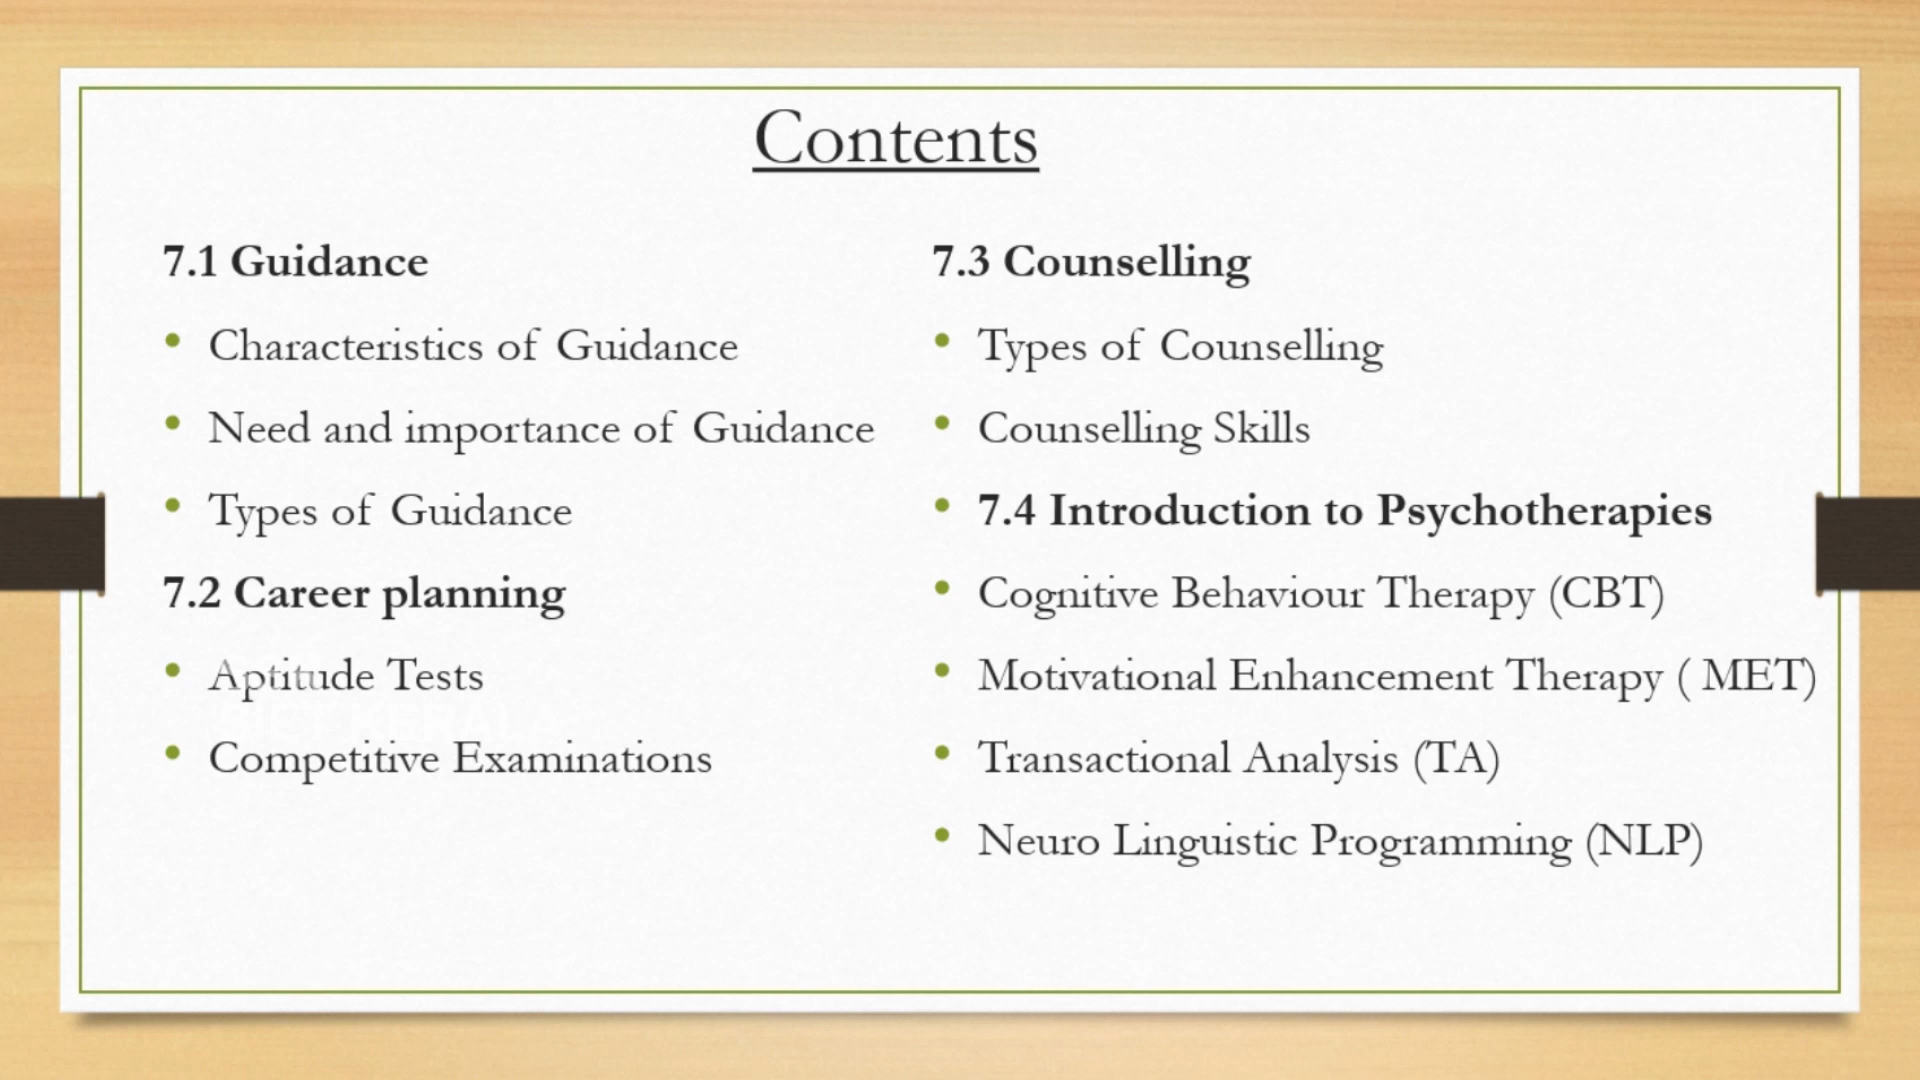 Contents
7.1 Guidance
• Characteristics of Guidance
• Need and importance of Guidance
• Types of Guidance
7.2 Career planning
• Aptitude Tests
• Competitive Examinations
7.3 Counselling
• Types of Counselling
• Counselling Skills
• 7.4 Introduction to Psychotherapies
• Cognitive Behaviour Therapy (CBT)
• Motivational Enhancement Therapy ( MET)
• Transactional Analysis (TA)
• Neuro Linguistic Programming (NLP)